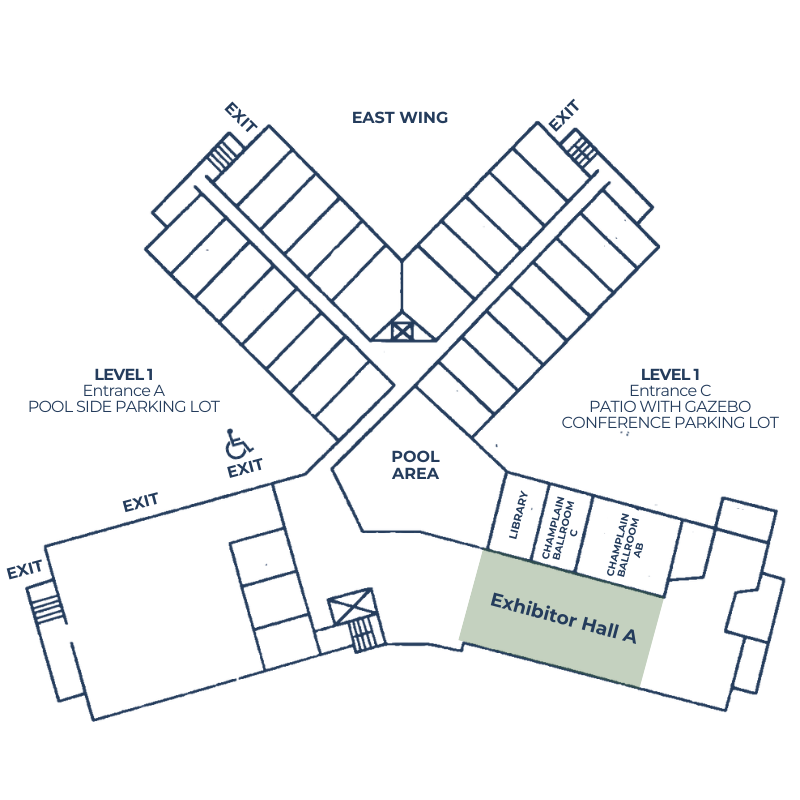 EXIT
EAST WING
EXIT
LEVEL 1
Entrance A
POOL SIDE PARKING LOT
LEVEL 1
Entrance C
PATIO WITH GAZEBO
CONFERENCE PARKING LOT
EXIT
POOL
AREA
EXIT
EXIT
LIBRARY
CHAMPLAIN
BALLROOM
C
CHAMPLAIN
BALLROOM
AB
Exhibitor Hall A